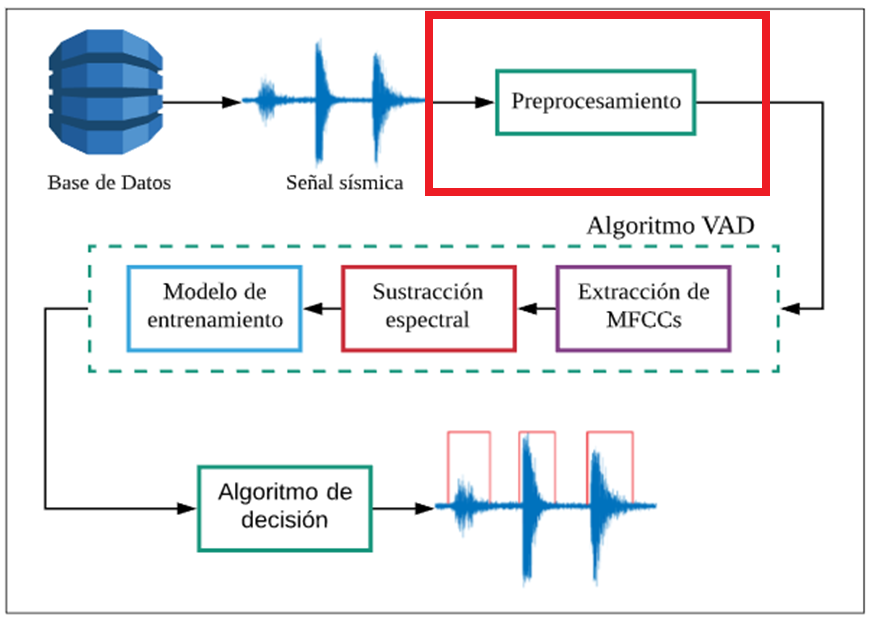 Preprocesamiento
Base de Datos
Señal sísmica
Algoritmo VAD
Modelo de
entrenamiento
Sustracción
espectral
Extracción de
MFCCs
Algoritmo de
decisión